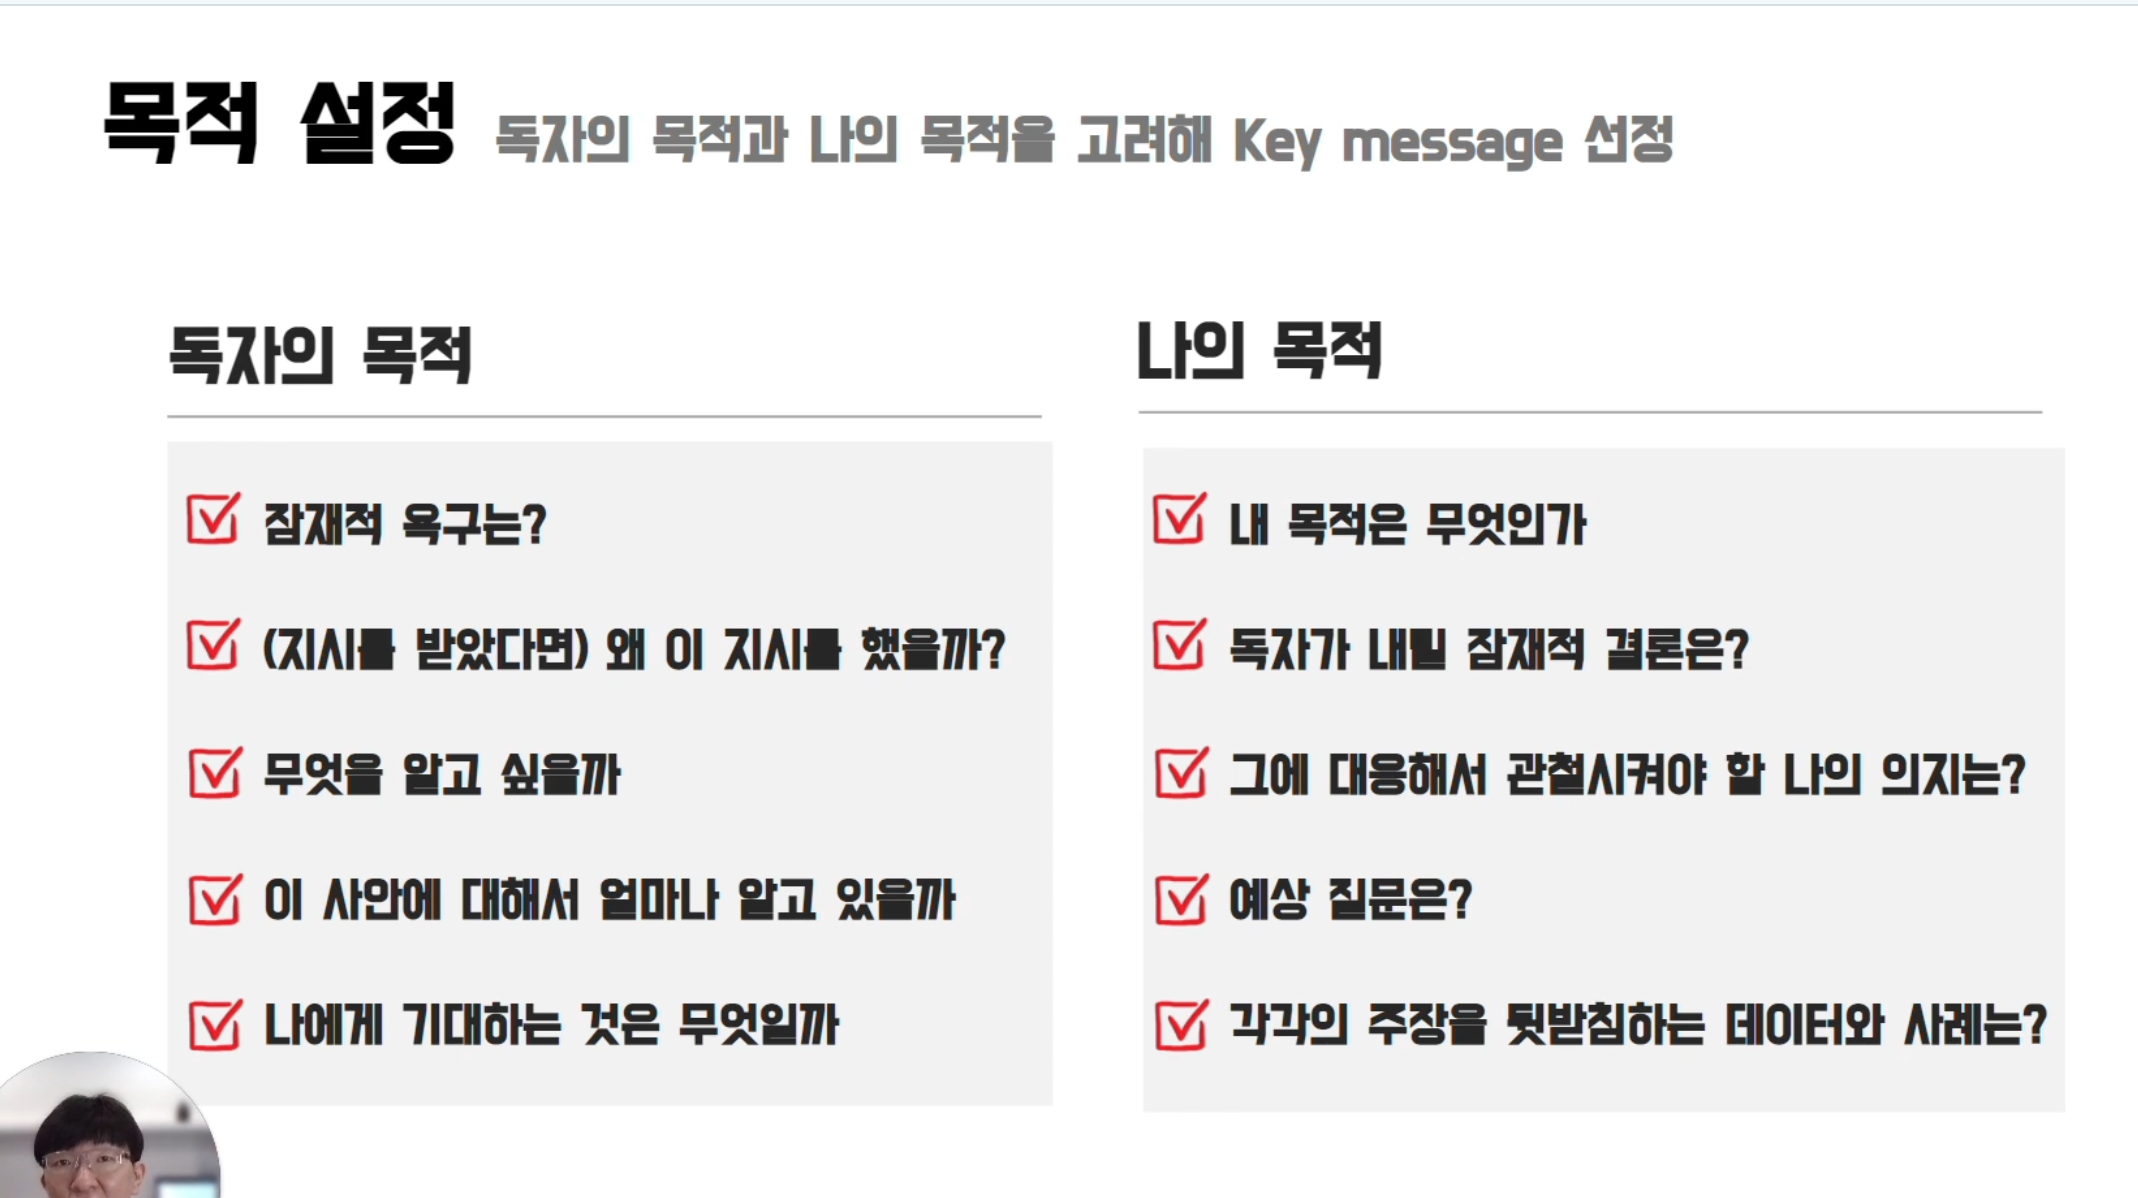 목적 설정 독자의 목적과 나의 목적을 고려해 Key message 선정
독자의 목적
잠재적 욕구는?
(지시를 받았다면) 왜 이 지시를 했을까?
무엇을 알고 싶을까
이 사안에 대해서 얼마나 알고 있을까
나에게 기대하는 것은 무엇일까
나의 목적
내 목적은 무엇인가
독자가 내릴 잠재적 결론은?
그에 대응해서 관철시켜야 할 나의 의지는?
예상 질문은?
각각의 주장을 뒷받침하는 데이터와 사례는?